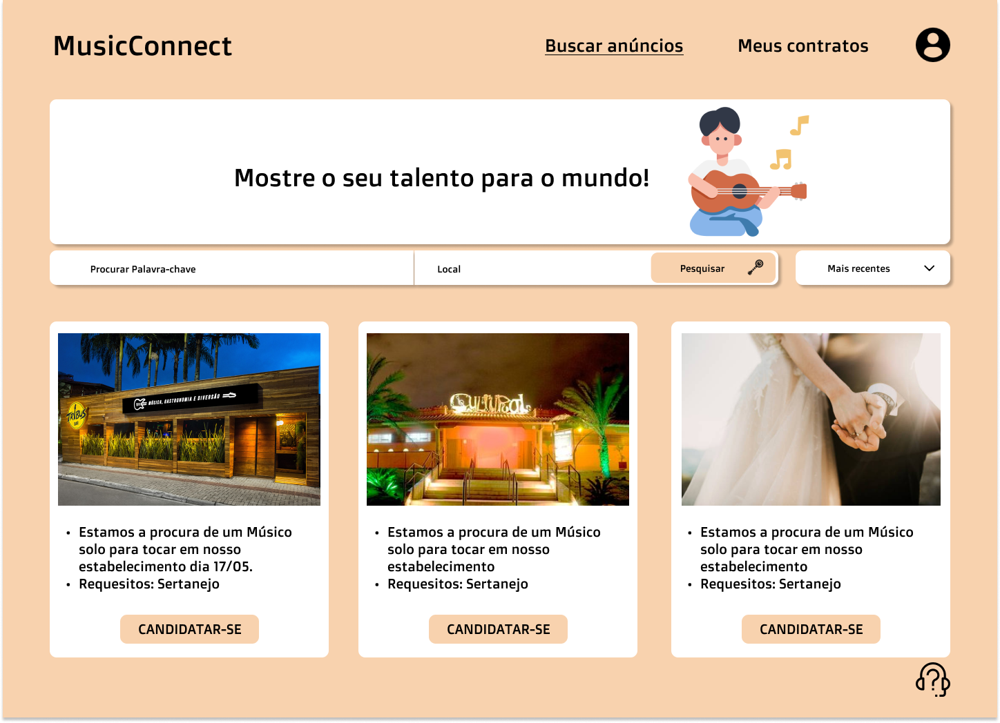 MusicConnect
Buscar anúncios
Meus contratos
Mostre o seu talento para o mundo!
Procurar Palavra-chave
Local
Pesquisar
Mais recentes
TRIBUS
BAR
MÚSICA, GASTRONOMIA E DIVERSÃO
CULTURAL
• Estamos a procura de um Músico
solo para tocar em nosso
estabelecimento dia 17/05.
• Requesitos: Sertanejo
CANDIDATAR-SE
• Estamos a procura de um Músico
solo para tocar em nosso
estabelecimento
• Requesitos: Sertanejo
CANDIDATAR-SE
• Estamos a procura de um Músico
solo para tocar em nosso
estabelecimento
• Requesitos: Sertanejo
CANDIDATAR-SE
?